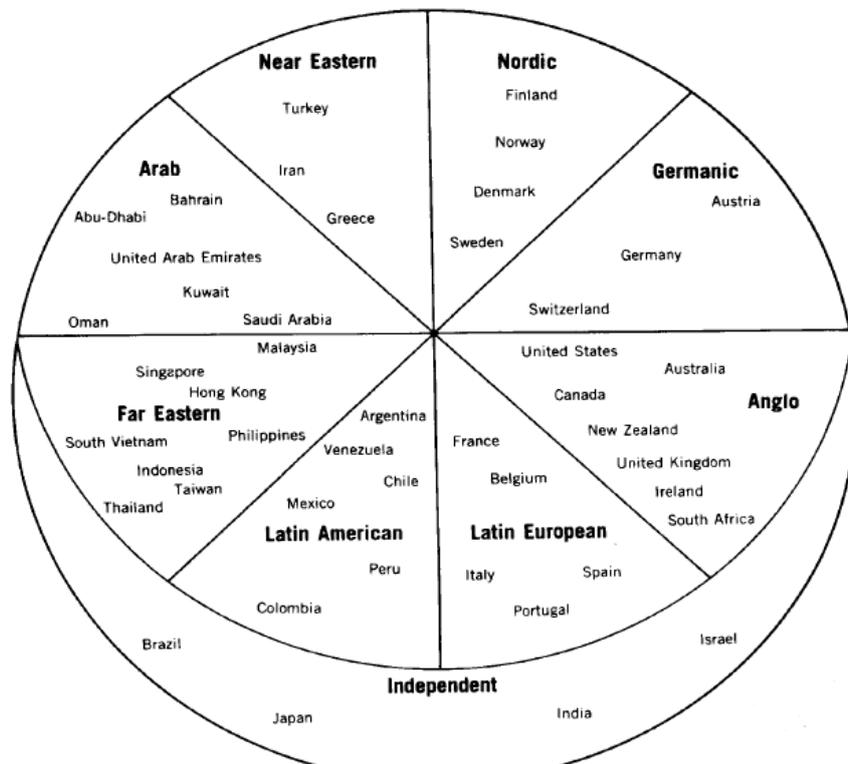 Near Eastern
Turkey
Iran
Greece
Nordic
Finland
Norway
Denmark
Sweden
Germanic
Austria
Germany
Switzerland
Arab
Bahrain
Abu-Dhabi
United Arab Emirates
Kuwait
Oman
Saudi Arabia
Malaysia
Singapore
Hong Kong
Far Eastern
South Vietnam
Philippines
Indonesia
Taiwan
Thailand
Argentina
Venezuela
Chile
Mexico
Latin American
Peru
Colombia
France
Belgium
Latin European
Italy
Spain
Portugal
United States
Australia
Canada
Anglo
New Zealand
United Kingdom
Ireland
South Africa
Brazil
Israel
Independent
Japan
India